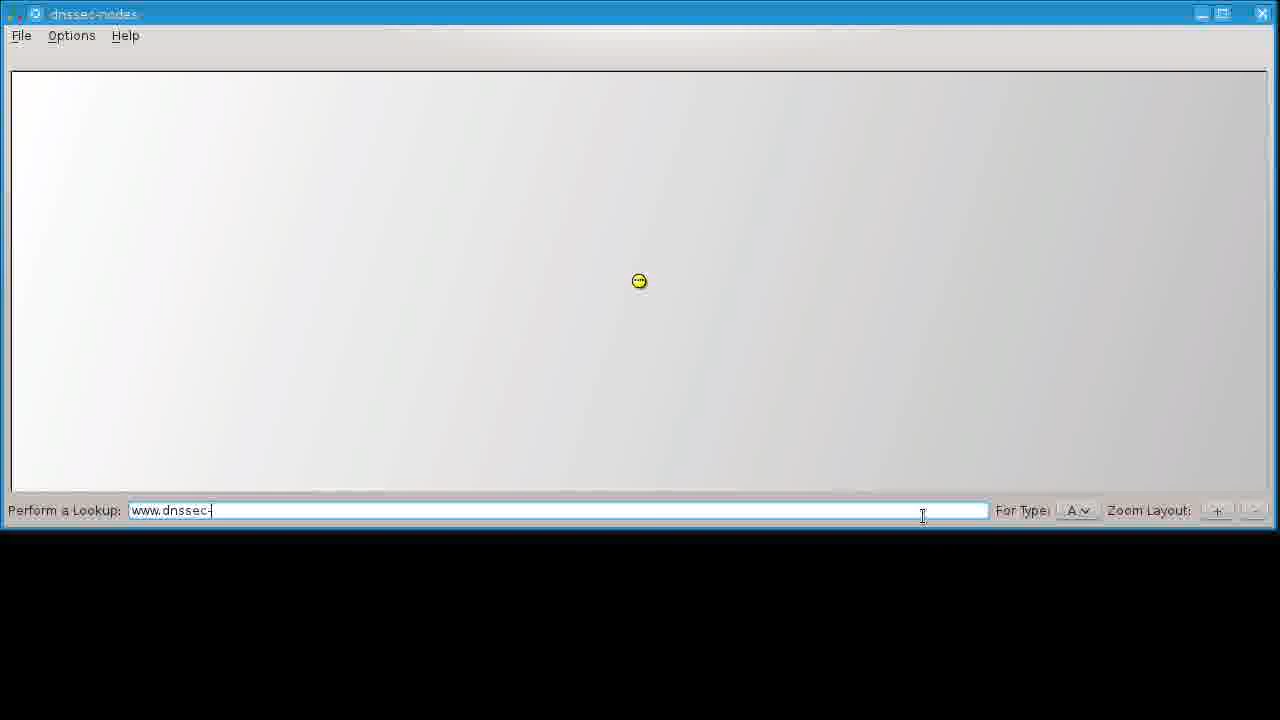 dnssec-nodes
File Options Help
Perform a Lookup: www.dnssec- For Type: A Zoom Layout: + -